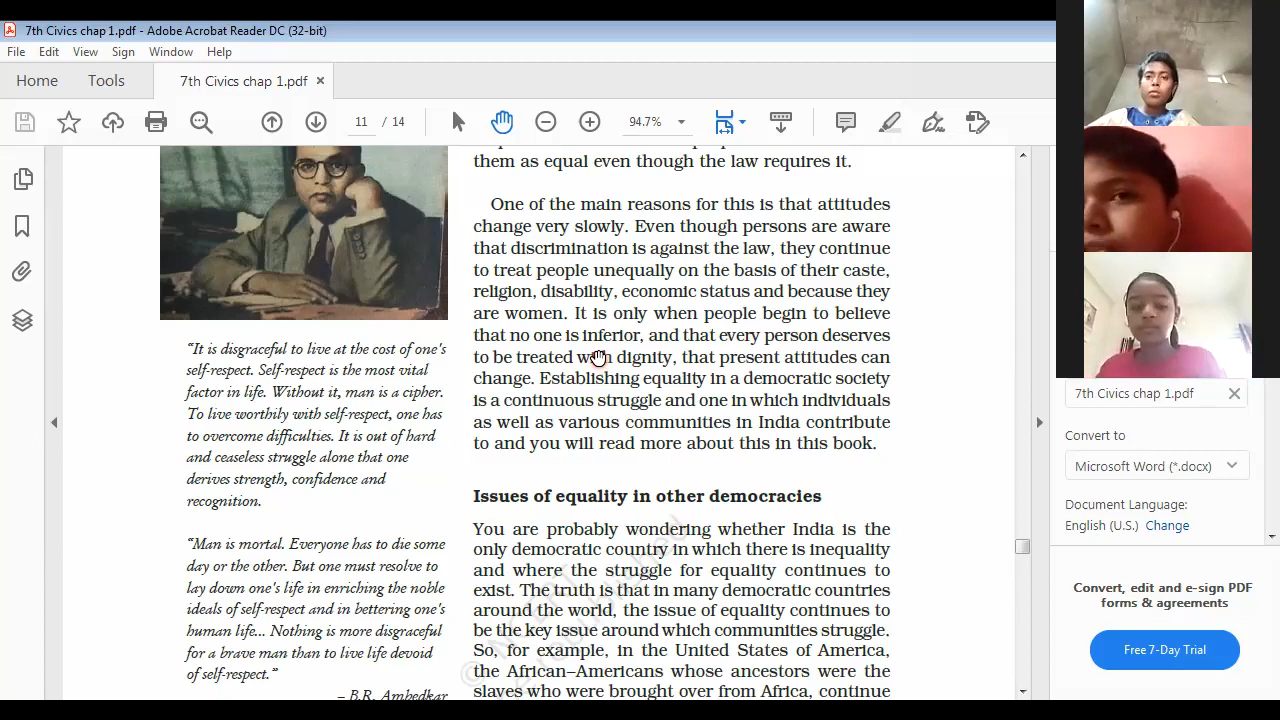 7th Civics chap 1.pdf - Adobe Acrobat Reader DC (32-bit)
File Edit View Sign Window Help
Home Tools 7th Civics chap 1.pdf ×
11 / 14 94.7%
them as equal even though the law requires it.
One of the main reasons for this is that attitudes
change very slowly. Even though persons are aware
that discrimination is against the law, they continue
to treat people unequally on the basis of their caste,
religion, disability, economic status and because they
are women. It is only when people begin to believe
that no one is inferior, and that every person deserves
to be treated with dignity, that present attitudes can
change. Establishing equality in a democratic society
is a continuous struggle and one in which individuals
as well as various communities in India contribute
to and you will read more about this in this book.
Issues of equality in other democracies
You are probably wondering whether India is the
only democratic country in which there is inequality
and where the struggle for equality continues to
exist. The truth is that in many democratic countries
around the world, the issue of equality continues to
be the key issue around which communities struggle.
So, for example, in the United States of America,
the African–Americans whose ancestors were the
slaves who were brought over from Africa, continue
“It is disgraceful to live at the cost of one's
self-respect. Self-respect is the most vital
factor in life. Without it, man is a cipher.
To live worthily with self-respect, one has
to overcome difficulties. It is out of hard
and ceaseless struggle alone that one
derives strength, confidence and
recognition.
“Man is mortal. Everyone has to die some
day or the other. But one must resolve to
lay down one's life in enriching the noble
ideals of self-respect and in bettering one's
human life... Nothing is more disgraceful
for a brave man than to live life devoid
of self-respect.”
– B.R. Ambedkar
7th Civics chap 1.pdf
Convert to
Microsoft Word (*.docx)
Document Language:
English (U.S.) Change
Convert, edit and e-sign PDF
forms & agreements
Free 7-Day Trial